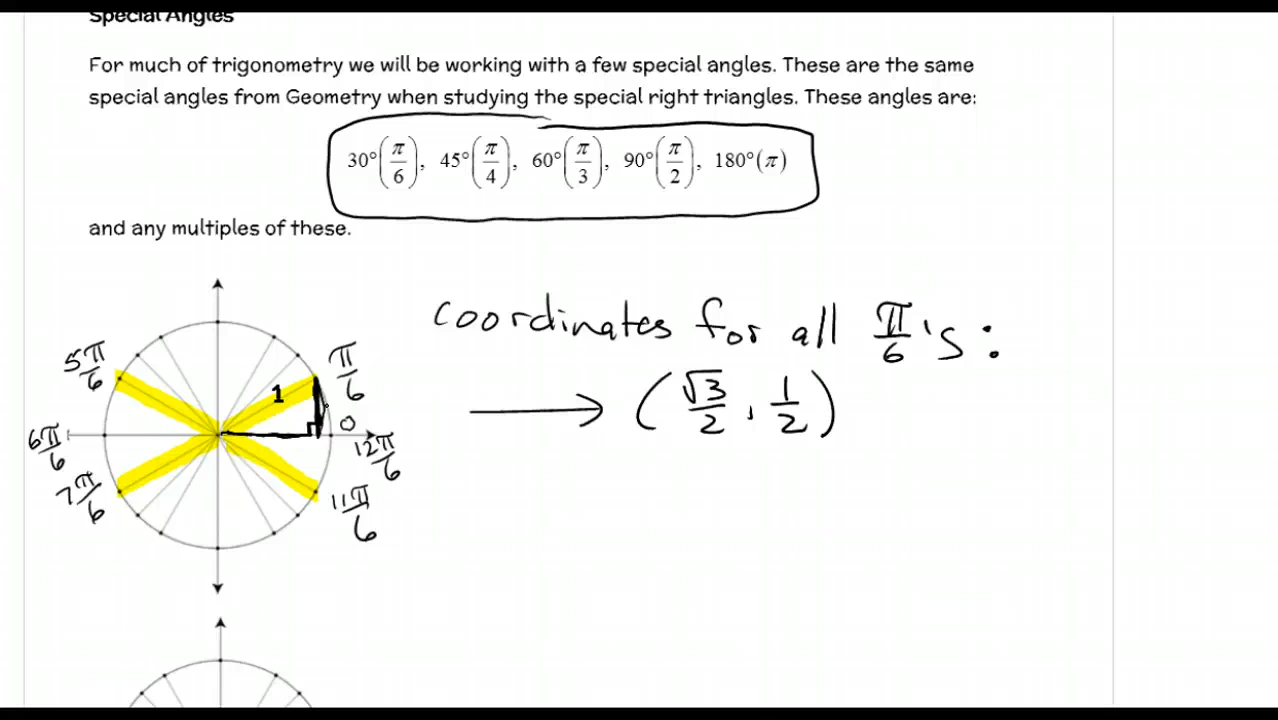 Special Angles
For much of trigonometry we will be working with a few special angles. These are the same
special angles from Geometry when studying the special right triangles. These angles are:
30°(π/6), 45°(π/4), 60°(π/3), 90°(π/2), 180°(π)
and any multiples of these.
coordinates for all π/6's:
→ (√3/2, 1/2)
5π/6
π/6
1
0
6π/6
12π/6
7π/6
11π/6